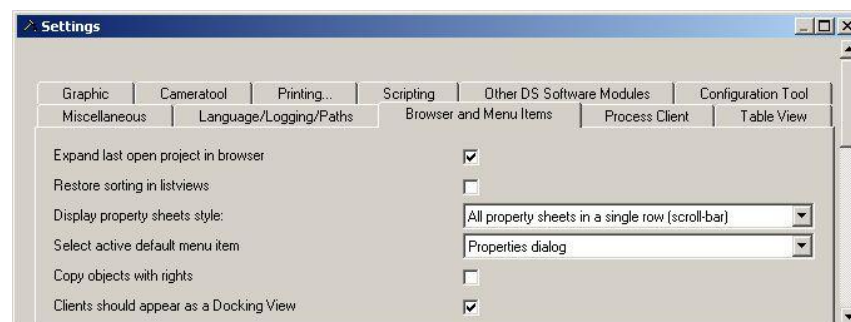 Settings
Graphic Cameratool Printing... Scripting Other DS Software Modules Configuration Tool
Miscellaneous Language/Logging/Paths Browser and Menu Items Process Client Table View
Expand last open project in browser
Restore sorting in listviews
Display property sheets style: All property sheets in a single row (scroll-bar)
Select active default menu item Properties dialog
Copy objects with rights
Clients should appear as a Docking View